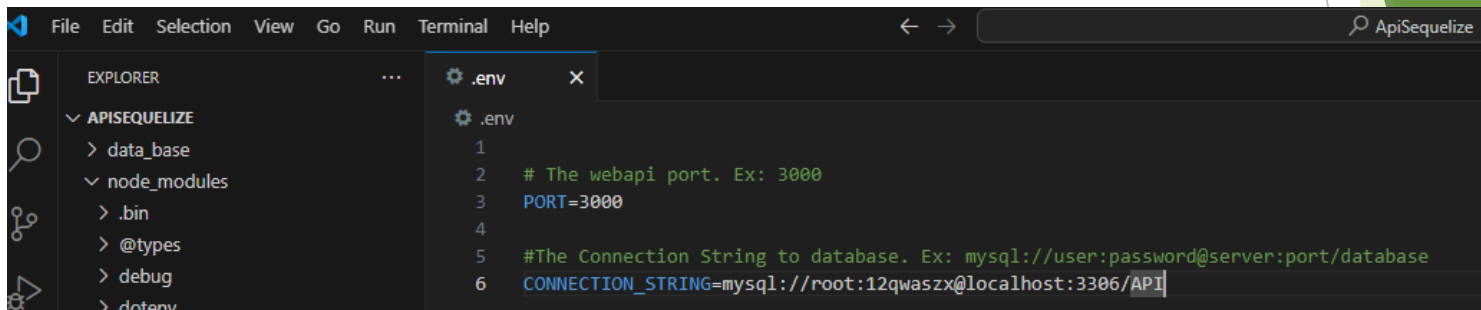 File Edit Selection View Go Run Terminal Help
ApiSequelize
EXPLORER
.env
APISEQUELIZE
data_base
node_modules
.bin
@types
debug
dotenv
.env
1
2 # The webapi port. Ex: 3000
3 PORT=3000
4
5 #The Connection String to database. Ex: mysql://user:password@server:port/database
6 CONNECTION_STRING=mysql://root:12qwaszx@localhost:3306/API